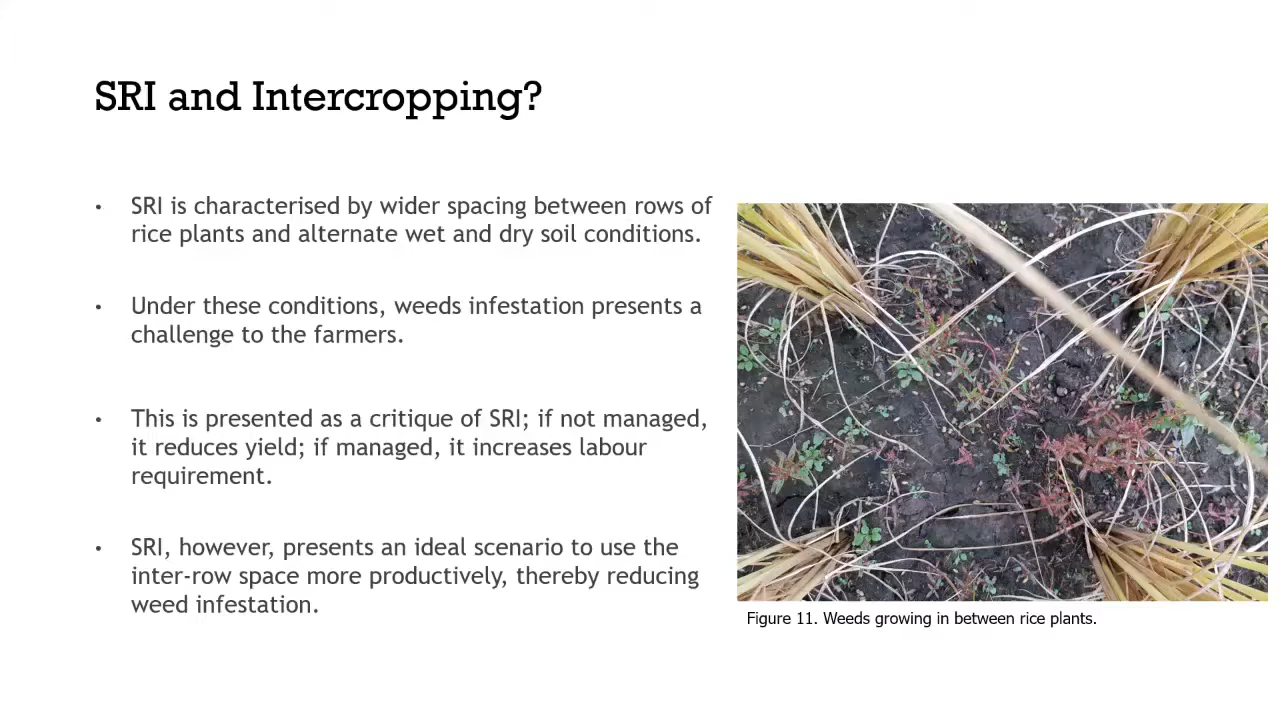 SRI and Intercropping?
• SRI is characterised by wider spacing between rows of
rice plants and alternate wet and dry soil conditions.
• Under these conditions, weeds infestation presents a
challenge to the farmers.
• This is presented as a critique of SRI; if not managed,
it reduces yield; if managed, it increases labour
requirement.
• SRI, however, presents an ideal scenario to use the
inter-row space more productively, thereby reducing
weed infestation.
Figure 11. Weeds growing in between rice plants.